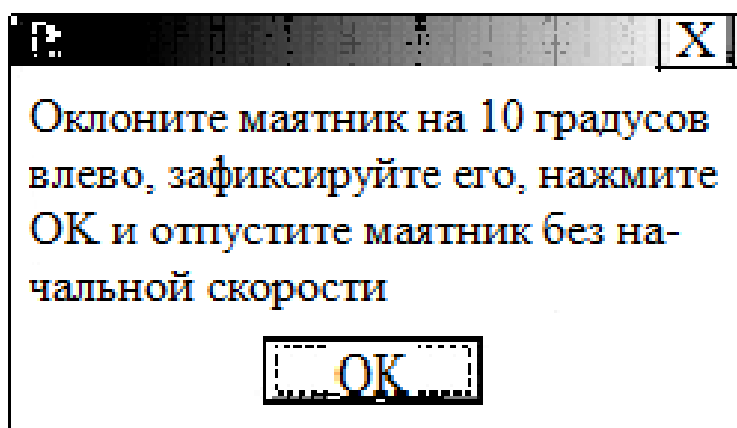 X
Оклоните маятник на 10 градусов
влево, зафиксируйте его, нажмите
ОК и отпустите маятник без на-
чальной скорости
OK